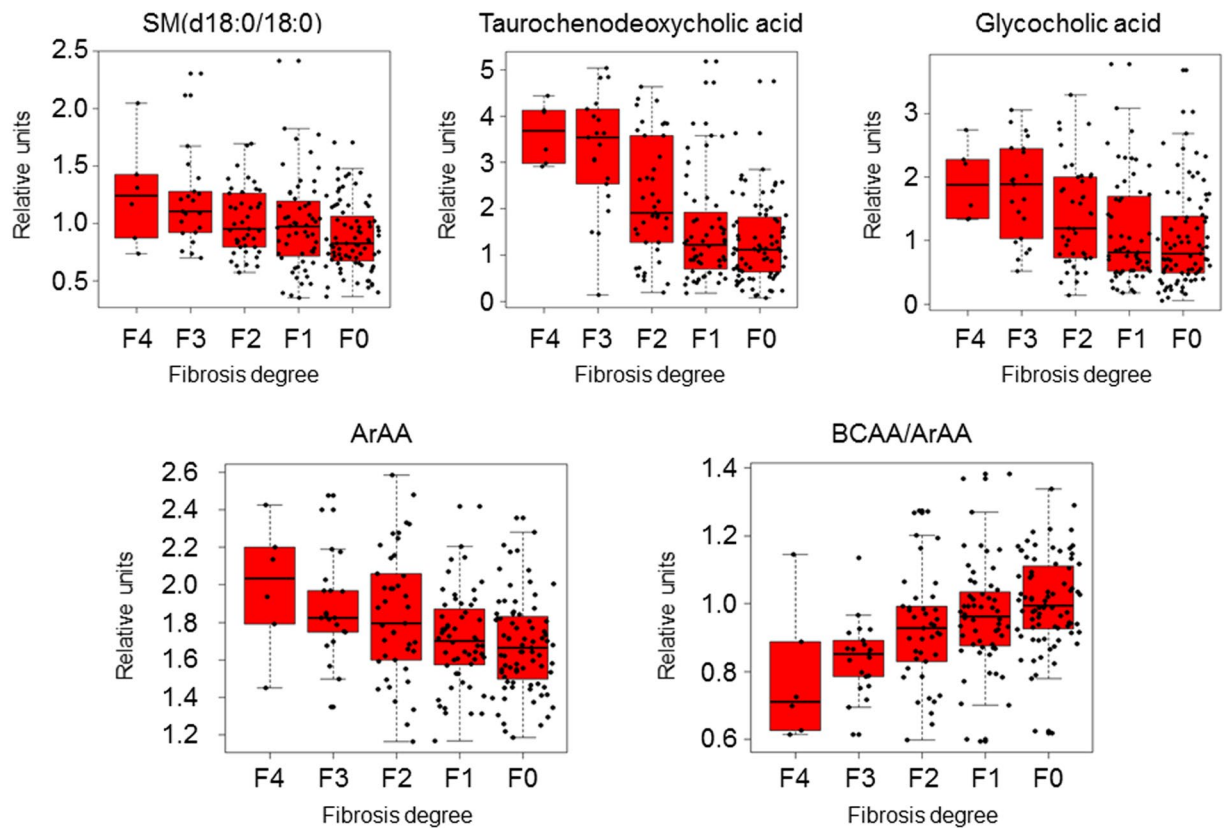 SM(d18:0/18:0)
Relative units
2.5
2.0
1.5
1.0
0.5
F4 F3 F2 F1 F0
Fibrosis degree
Taurochenodeoxycholic acid
Relative units
5
4
3
2
1
0
F4 F3 F2 F1 F0
Fibrosis degree
Glycocholic acid
Relative units
3
2
1
0
F4 F3 F2 F1 F0
Fibrosis degree
ArAA
Relative units
2.6
2.4
2.2
2.0
1.8
1.6
1.4
1.2
F4 F3 F2 F1 F0
Fibrosis degree
BCAA/ArAA
Relative units
1.4
1.2
1.0
0.8
0.6
F4 F3 F2 F1 F0
Fibrosis degree